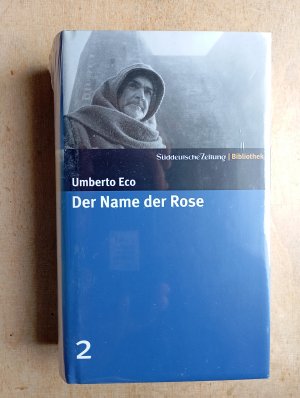 Süddeutsche Zeitung | Bibliothek
Umberto Eco
Der Name der Rose
2